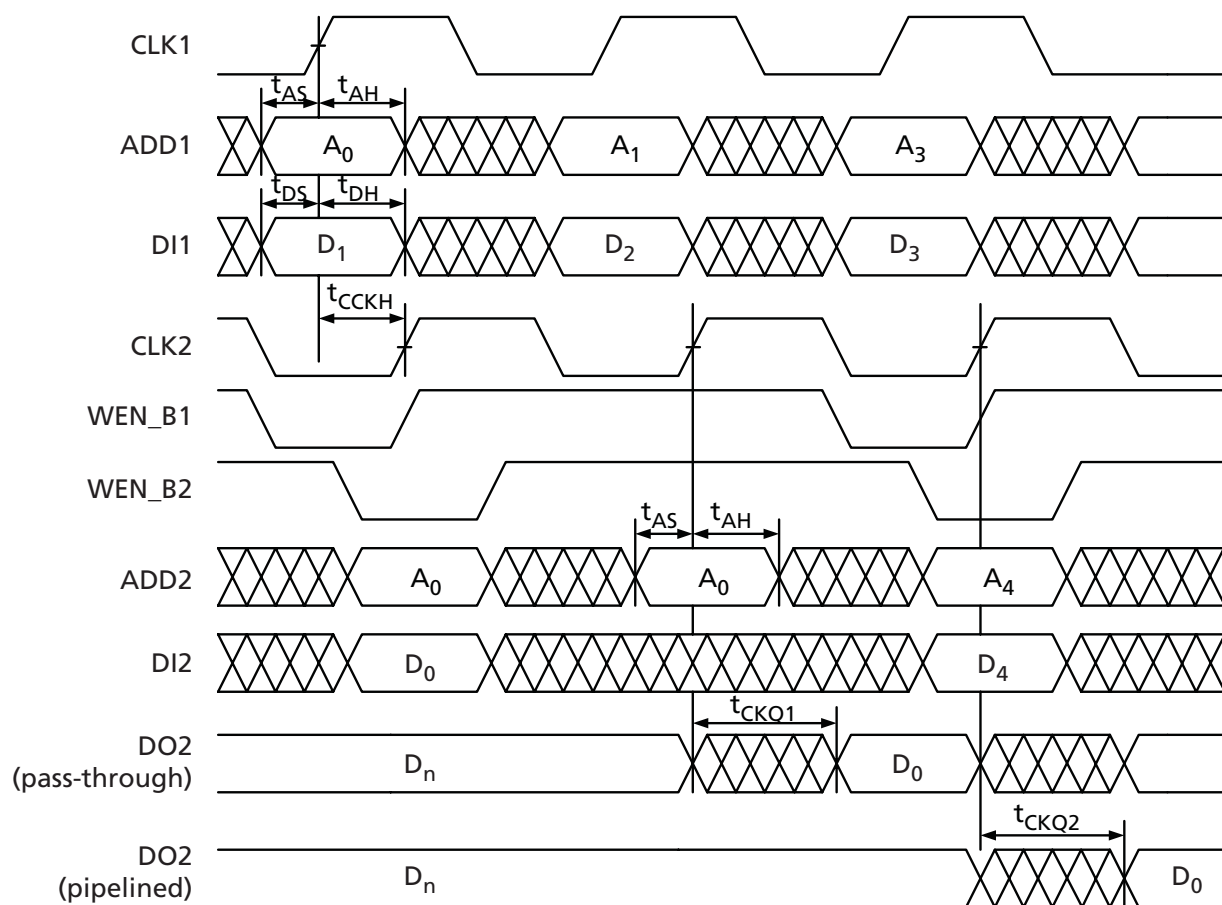 CLK1
tAS tAH
ADD1 A0 A1 A3
tDS tDH
DI1 D1 D2 D3
tCCKH
CLK2
WEN_B1
WEN_B2
tAS tAH
ADD2 A0 A0 A4
DI2 D0 D4
tCKQ1
DO2
(pass-through) Dn D0
tCKQ2
DO2
(pipelined) Dn D0